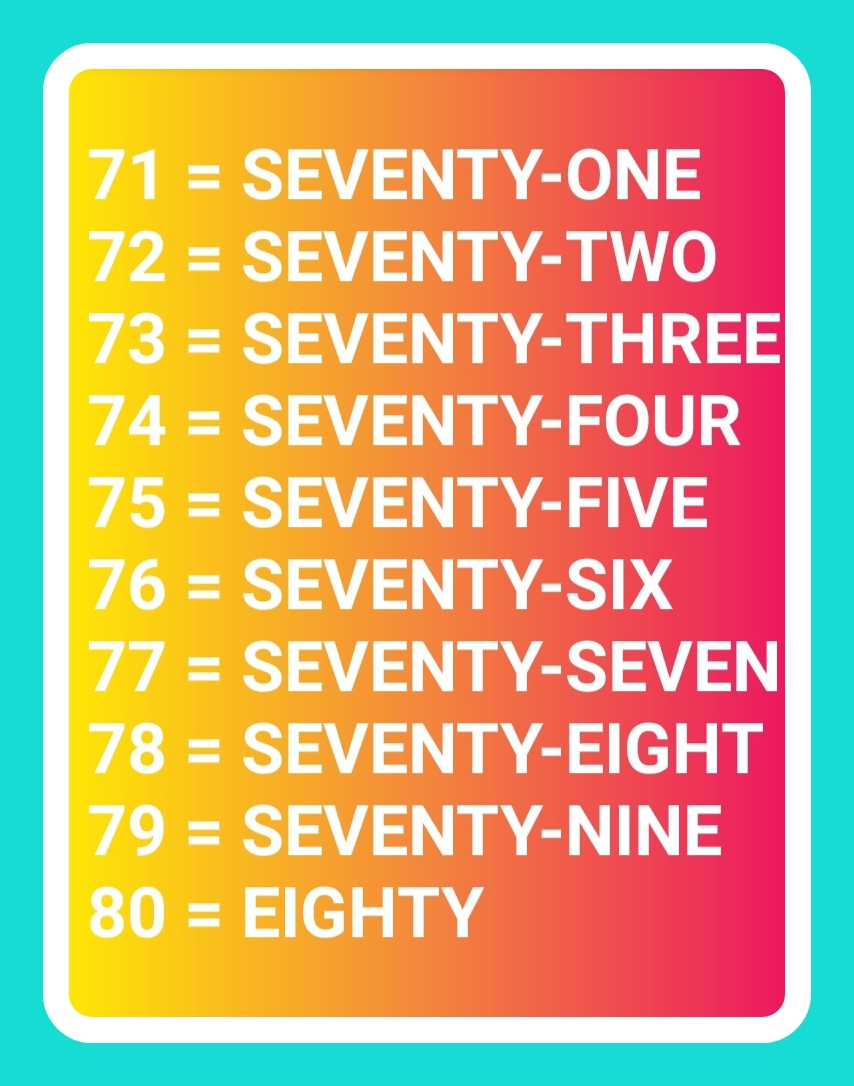 71 = SEVENTY-ONE
72 = SEVENTY-TWO
73 = SEVENTY-THREE
74 = SEVENTY-FOUR
75 = SEVENTY-FIVE
76 = SEVENTY-SIX
77 = SEVENTY-SEVEN
78 = SEVENTY-EIGHT
79 = SEVENTY-NINE
80 = EIGHTY